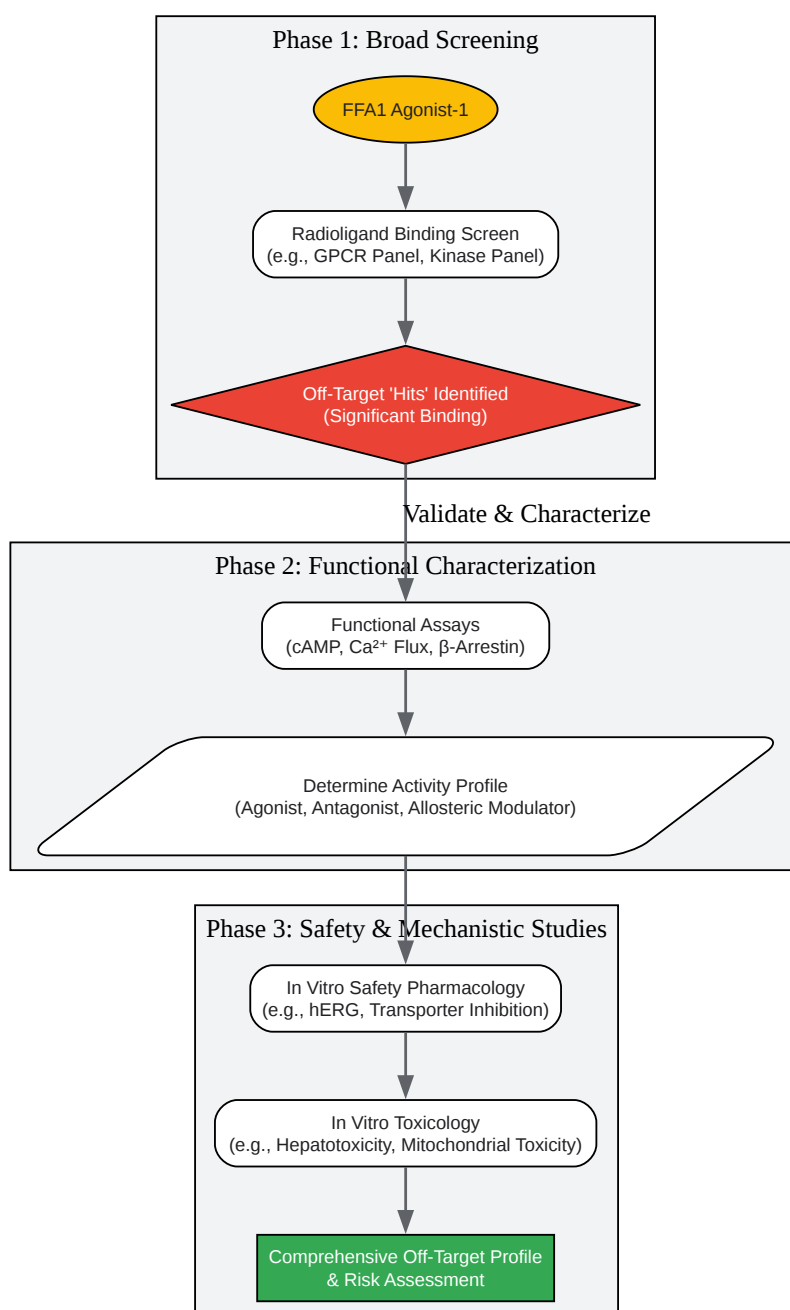 Phase 1: Broad Screening
FFA1 Agonist-1
Radioligand Binding Screen
(e.g., GPCR Panel, Kinase Panel)
Off-Target 'Hits' Identified
(Significant Binding)
Validate & Characterize
Phase 2: Functional Characterization
Functional Assays
(cAMP, Ca²⁺ Flux, β-Arrestin)
Determine Activity Profile
(Agonist, Antagonist, Allosteric Modulator)
Phase 3: Safety & Mechanistic Studies
In Vitro Safety Pharmacology
(e.g., hERG, Transporter Inhibition)
In Vitro Toxicology
(e.g., Hepatotoxicity, Mitochondrial Toxicity)
Comprehensive Off-Target Profile
& Risk Assessment